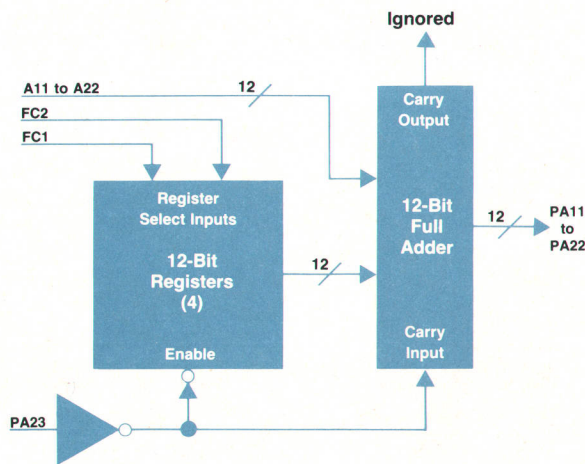 Ignored
A11 to A22
12
FC2
FC1
Carry
Output
Register
Select Inputs
12-Bit
Full
Adder
12
PA11
to
PA22
12-Bit
Registers
(4)
12
Enable
Carry
Input
PA23